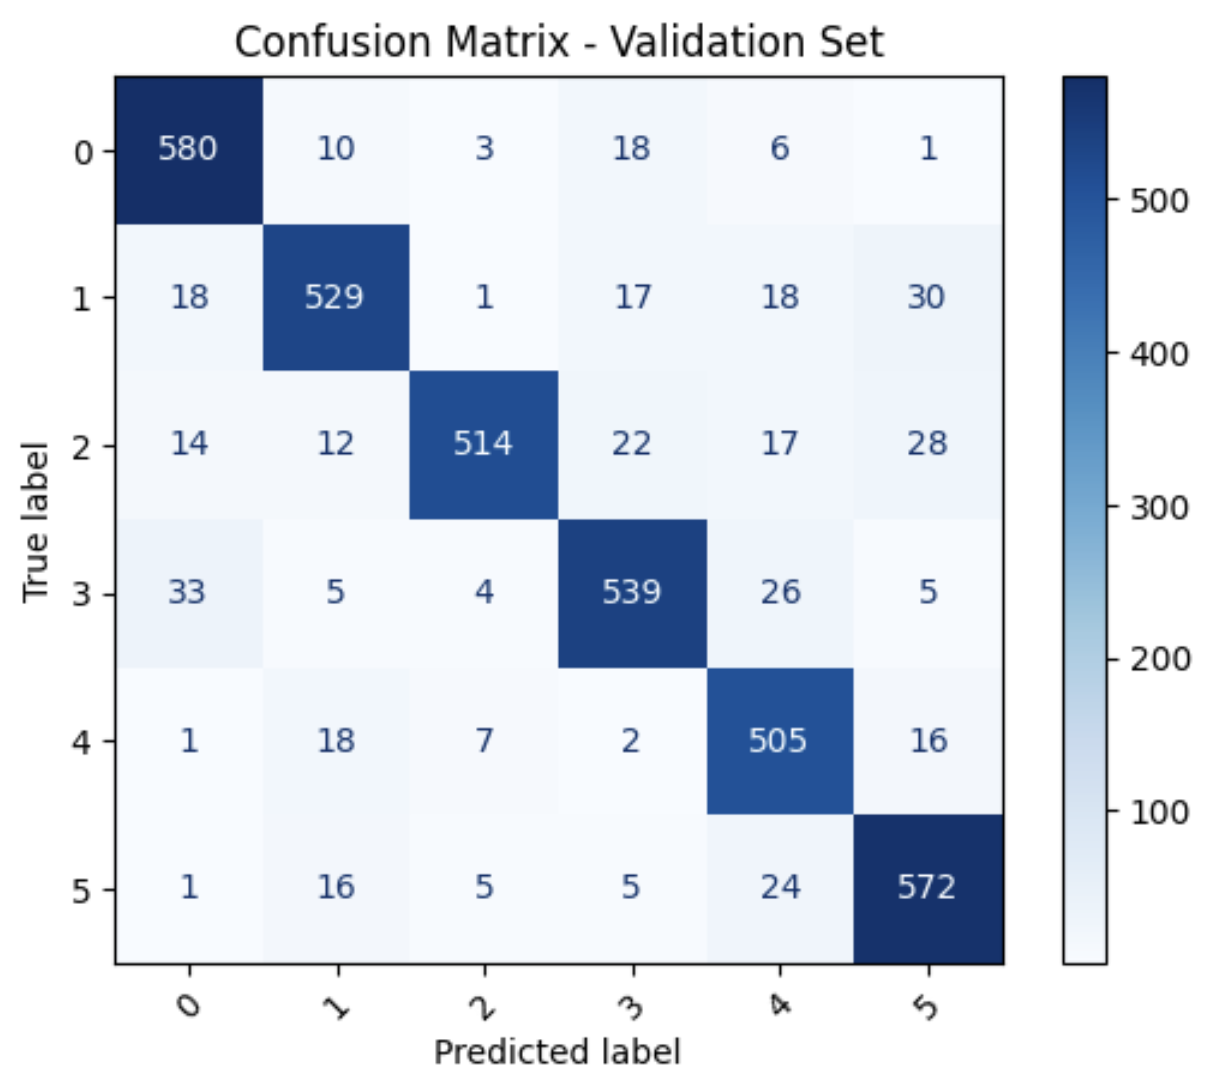 Confusion Matrix - Validation Set
True label
0 580 10 3 18 6 1
1 18 529 1 17 18 30
2 14 12 514 22 17 28
3 33 5 4 539 26 5
4 1 18 7 2 505 16
5 1 16 5 5 24 572
0 1 2 3 4 5
Predicted label
500
400
300
200
100